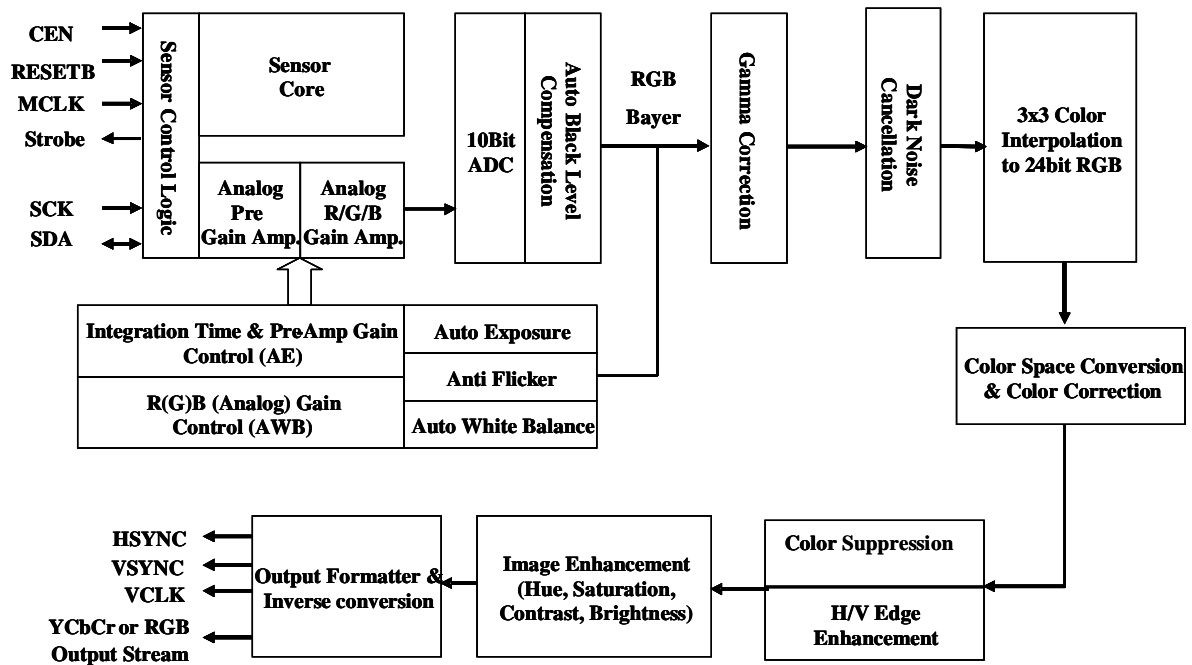 CEN
RESETB
MCLK
Strobe
SCK
SDA
Sensor Control Logic
Sensor
Core
Analog
Pre
Gain Amp.
Analog
R/G/B
Gain Amp.
10Bit
ADC
Auto Black Level
Compensation
RGB
Bayer
Gamma Correction
Dark Noise
Cancellation
3x3 Color
Interpolation
to 24bit RGB
Integration Time & Pre-Amp Gain
Control (AE)
R(G)B (Analog) Gain
Control (AWB)
Auto Exposure
Anti Flicker
Auto White Balance
Color Space Conversion
& Color Correction
HSYNC
VSYNC
VCLK
YCbCr or RGB
Output Stream
Output Formatter &
Inverse conversion
Image Enhancement
(Hue, Saturation,
Contrast, Brightness)
Color Suppression
H/V Edge
Enhancement